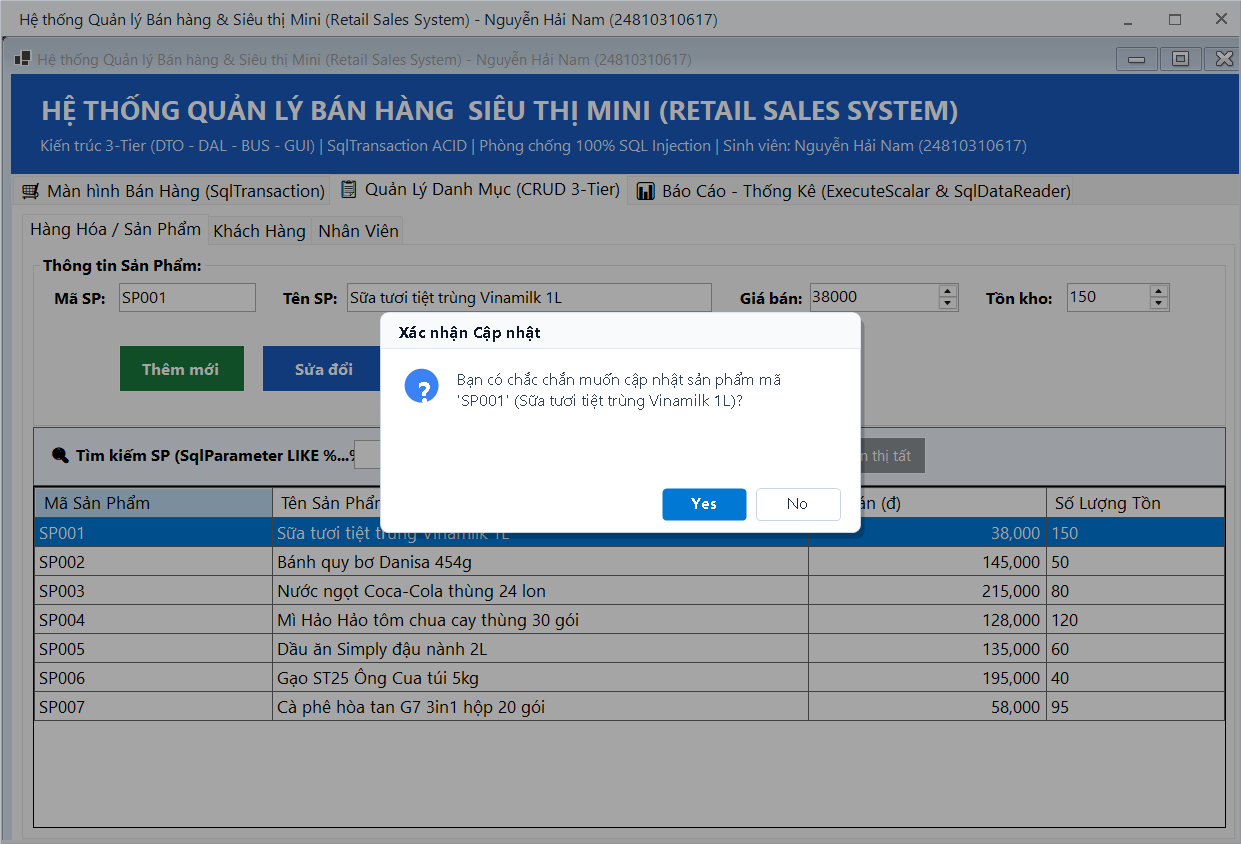 Hệ thống Quản lý Bán hàng & Siêu thị Mini (Retail Sales System) - Nguyễn Hải Nam (24810310617)
Hệ thống Quản lý Bán hàng & Siêu thị Mini (Retail Sales System) - Nguyễn Hải Nam (24810310617)
HỆ THỐNG QUẢN LÝ BÁN HÀNG SIÊU THỊ MINI (RETAIL SALES SYSTEM)
Kiến trúc 3-Tier (DTO - DAL - BUS - GUI) | SqlTransaction ACID | Phòng chống 100% SQL Injection | Sinh viên: Nguyễn Hải Nam (24810310617)
Màn hình Bán Hàng (SqlTransaction) Quản Lý Danh Mục (CRUD 3-Tier) Báo Cáo - Thống Kê (ExecuteScalar & SqlDataReader)
Hàng Hóa / Sản Phẩm Khách Hàng Nhân Viên
Thông tin Sản Phẩm:
Mã SP: SP001 Tên SP: Sữa tươi tiệt trùng Vinamilk 1L Giá bán: 38000 Tồn kho: 150
Xác nhận Cập nhật
Thêm mới Sửa đổi
Bạn có chắc chắn muốn cập nhật sản phẩm mã
'SP001' (Sữa tươi tiệt trùng Vinamilk 1L)?
Yes No
Tìm kiếm SP (SqlParameter LIKE %...% thị tất
Mã Sản Phẩm Tên Sản Phẩm (đ) Số Lượng Tồn
SP001 Sữa tươi tiệt trùng Vinamilk 1L 38,000 150
SP002 Bánh quy bơ Danisa 454g 145,000 50
SP003 Nước ngọt Coca-Cola thùng 24 lon 215,000 80
SP004 Mì Hảo Hảo tôm chua cay thùng 30 gói 128,000 120
SP005 Dầu ăn Simply đậu nành 2L 135,000 60
SP006 Gạo ST25 Ông Cua túi 5kg 195,000 40
SP007 Cà phê hòa tan G7 3in1 hộp 20 gói 58,000 95